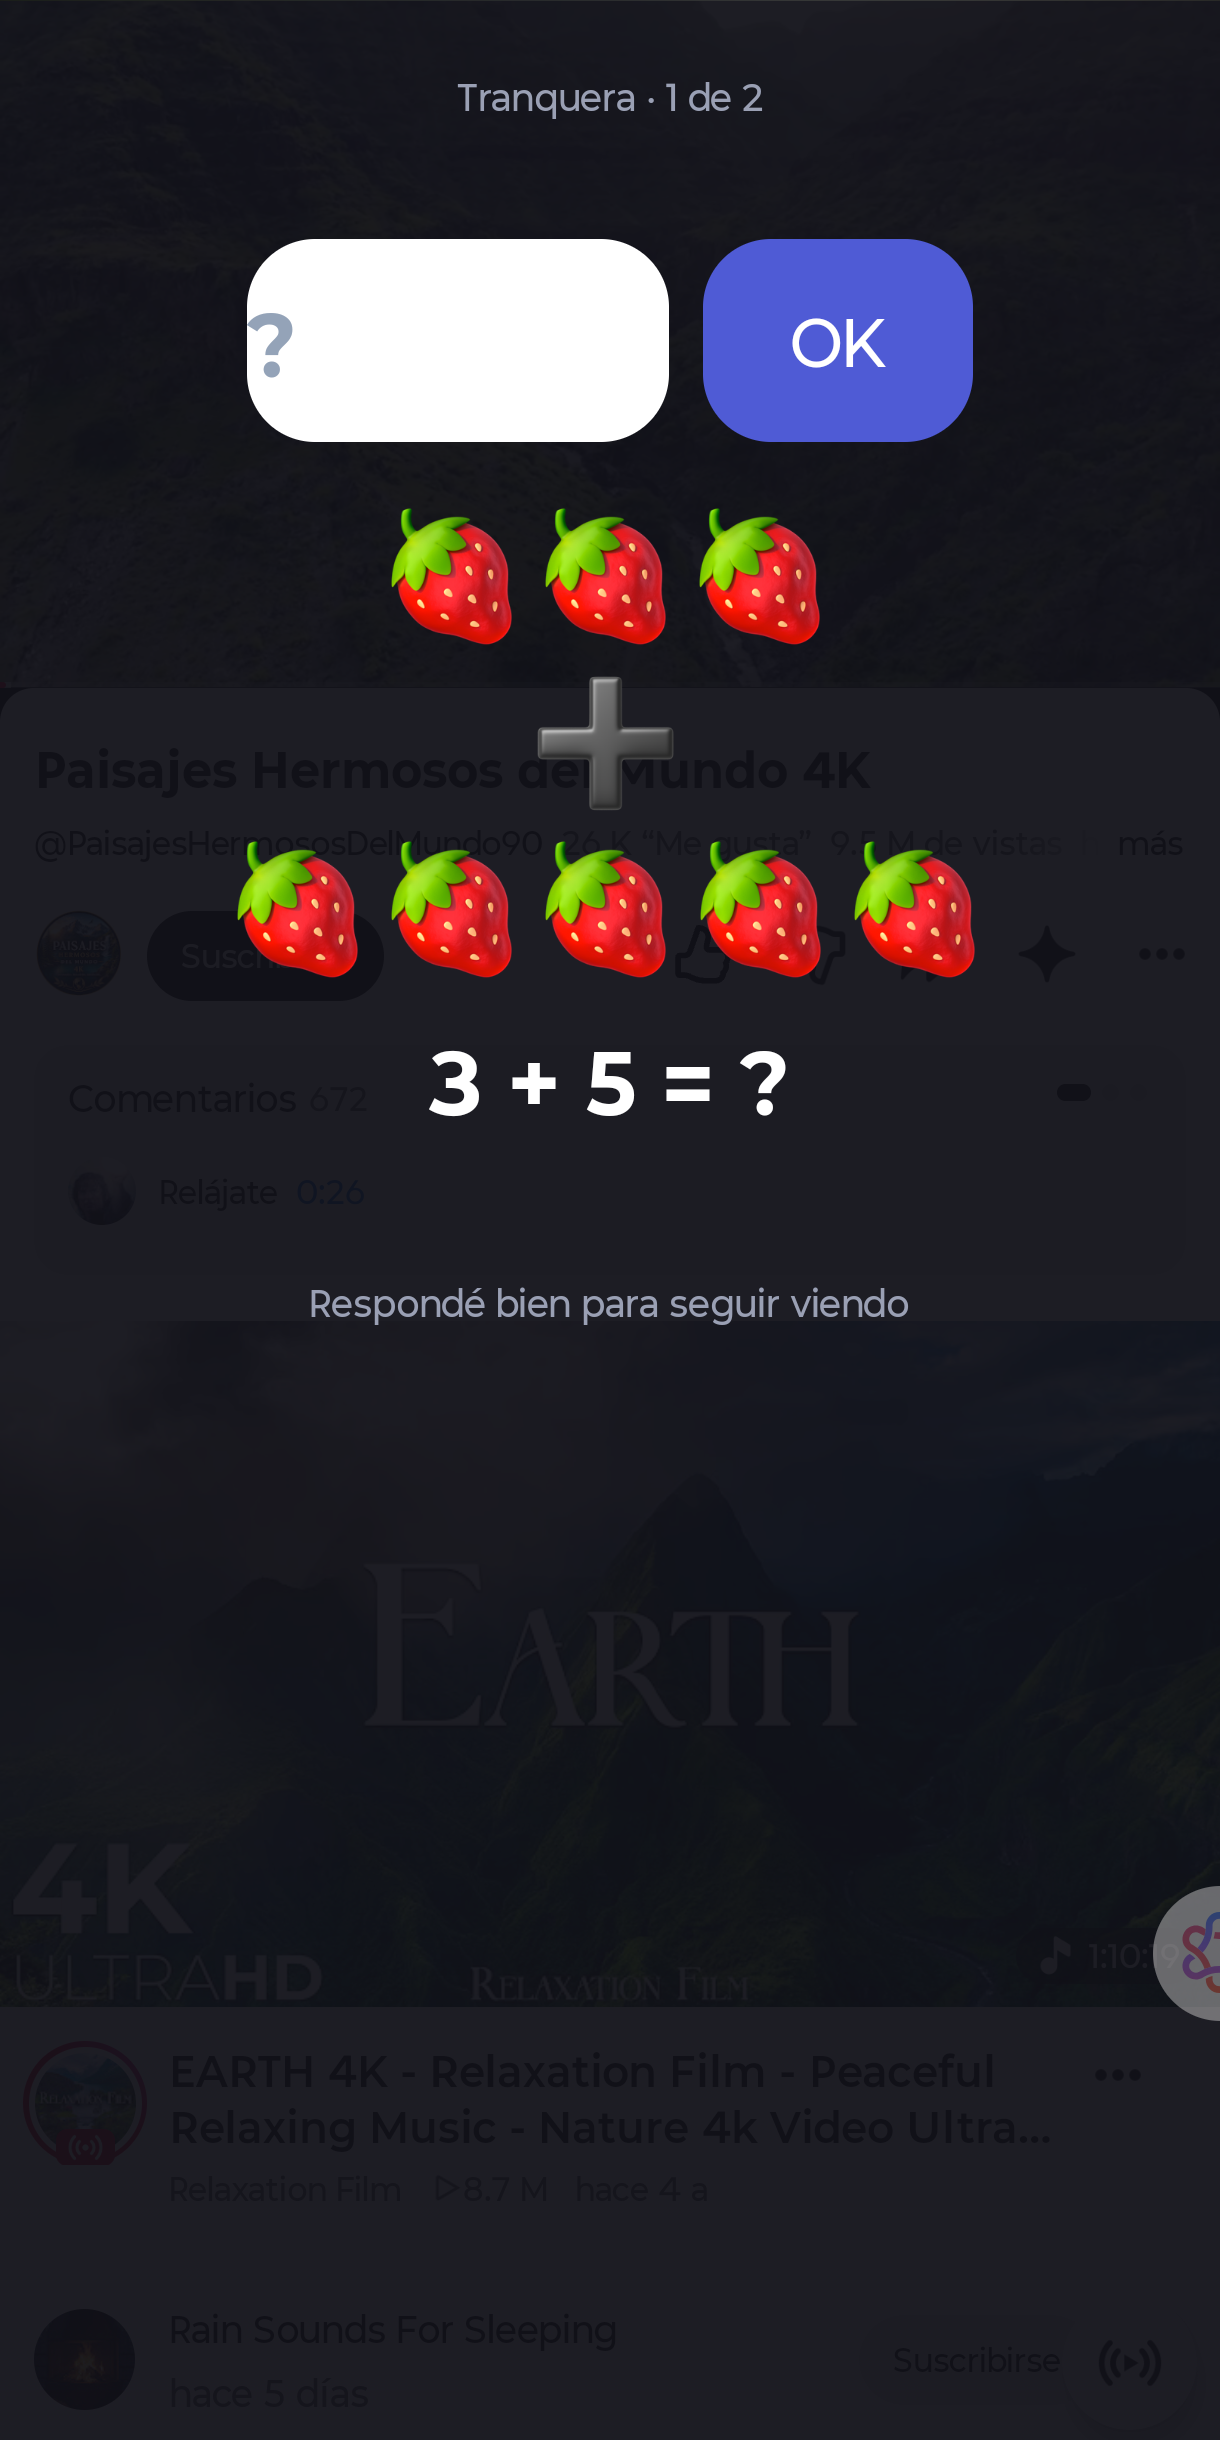 Tranquera · 1 de 2
?
OK
Paisajes Hermosos del Mundo 4K
@PaisajesHermososDelMundo90 26 K “Me gusta” 9.5 M de vistas más
3 + 5 = ?
Comentarios 672
Relájate 0:26
Respondé bien para seguir viendo
EARTH
4K
ULTRAHD
RELAXATION FILM
1:10:19
EARTH 4K - Relaxation Film - Peaceful
Relaxing Music - Nature 4k Video Ultra...
Relaxation Film 8.7 M hace 4 a
Rain Sounds For Sleeping
Suscribirse
hace 5 días